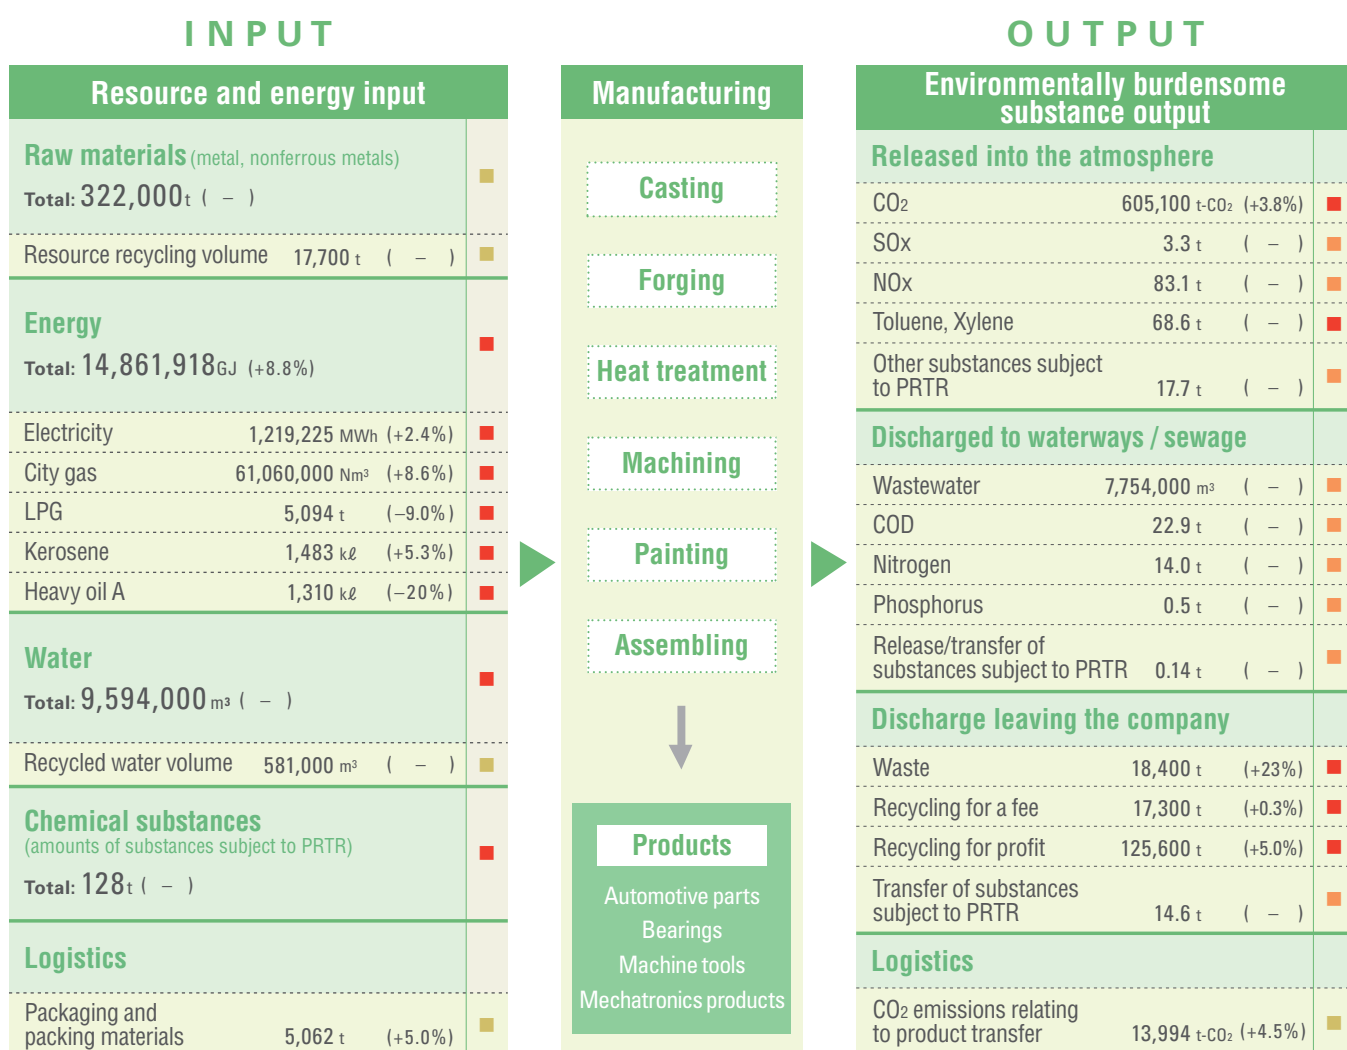 INPUT
Resource and energy input
Raw materials (metal, nonferrous metals)
Total: 322,000t ( – )
Resource recycling volume 17,700 t ( – )
Energy
Total: 14,861,918GJ (+8.8%)
Electricity 1,219,225 MWh (+2.4%)
City gas 61,060,000 Nm³ (+8.6%)
LPG 5,094 t (–9.0%)
Kerosene 1,483 kℓ (+5.3%)
Heavy oil A 1,310 kℓ (–20%)
Water
Total: 9,594,000 m³ ( – )
Recycled water volume 581,000 m³ ( – )
Chemical substances
(amounts of substances subject to PRTR)
Total: 128t ( – )
Logistics
Packaging and
packing materials 5,062 t (+5.0%)
Manufacturing
Casting
Forging
Heat treatment
Machining
Painting
Assembling
Products
Automotive parts
Bearings
Machine tools
Mechatronics products
OUTPUT
Environmentally burdensome
substance output
Released into the atmosphere
CO₂ 605,100 t-CO₂ (+3.8%)
SOx 3.3 t ( – )
NOx 83.1 t ( – )
Toluene, Xylene 68.6 t ( – )
Other substances subject
to PRTR 17.7 t ( – )
Discharged to waterways / sewage
Wastewater 7,754,000 m³ ( – )
COD 22.9 t ( – )
Nitrogen 14.0 t ( – )
Phosphorus 0.5 t ( – )
Release/transfer of
substances subject to PRTR 0.14 t ( – )
Discharge leaving the company
Waste 18,400 t (+23%)
Recycling for a fee 17,300 t (+0.3%)
Recycling for profit 125,600 t (+5.0%)
Transfer of substances
subject to PRTR 14.6 t ( – )
Logistics
CO₂ emissions relating
to product transfer 13,994 t-CO₂ (+4.5%)